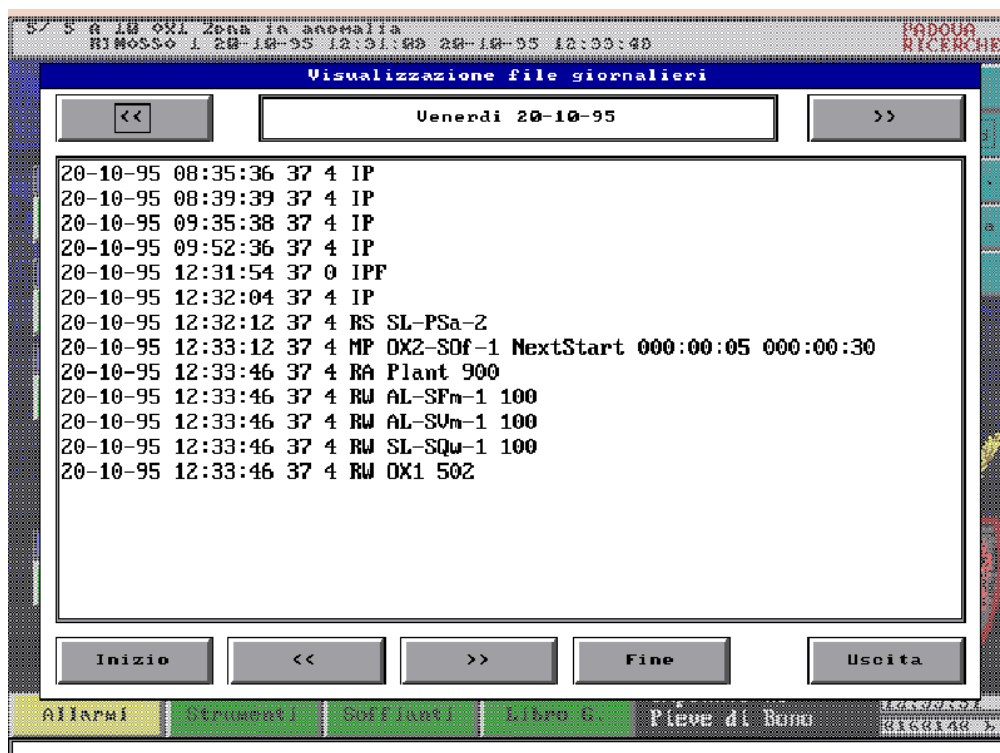 5/ 5 A 10 OX1 Zona in anomalia
RIMOSSO 1 20-10-95 12:31:00 20-10-95 12:33:40
PADOVA
RICERCHE
Visualizzazione file giornalieri
<< Venerdi 20-10-95 >>
20-10-95 08:35:36 37 4 IP
20-10-95 08:39:39 37 4 IP
20-10-95 09:35:38 37 4 IP
20-10-95 09:52:36 37 4 IP
20-10-95 12:31:54 37 0 IPF
20-10-95 12:32:04 37 4 IP
20-10-95 12:32:12 37 4 RS SL-PSa-2
20-10-95 12:33:12 37 4 MP OX2-SOf-1 NextStart 000:00:05 000:00:30
20-10-95 12:33:46 37 4 RA Plant 900
20-10-95 12:33:46 37 4 RW AL-SFm-1 100
20-10-95 12:33:46 37 4 RW AL-SVm-1 100
20-10-95 12:33:46 37 4 RW SL-SQw-1 100
20-10-95 12:33:46 37 4 RW OX1 502
Inizio << >> Fine Uscita
Allarmi Strumenti Soffianti Libro G. Pieve di Bono